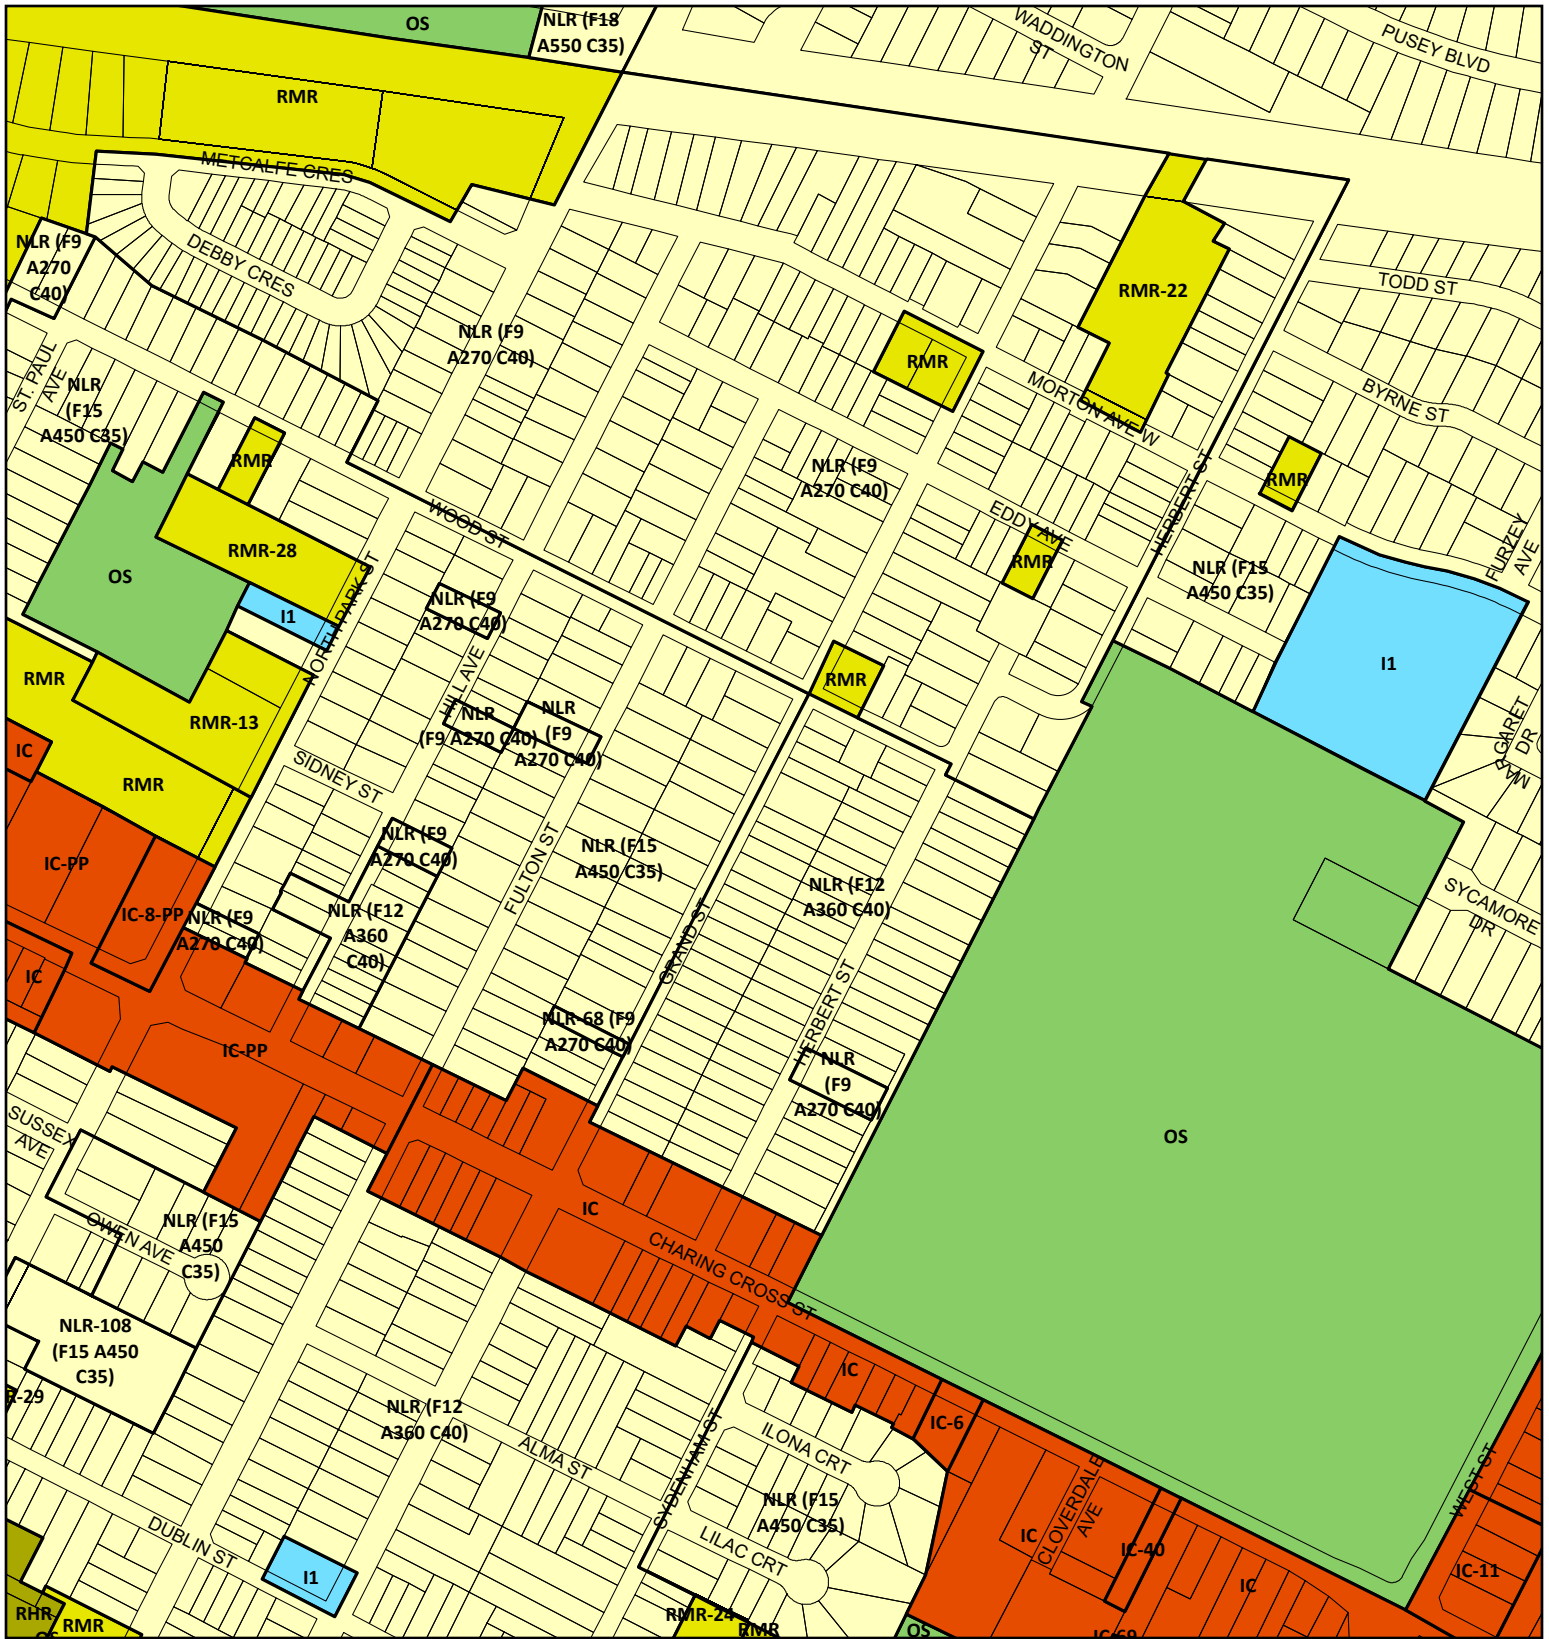 OS
NLR (F18
A550 C35)
WADDINGTON
ST
PUSEY BLVD
RMR
METCALFE CRES
NLR (F9
A270
C40)
DEBBY CRES
RMR-22
TODD ST
NLR (F9
A270 C40)
RMR
ST. PAUL
AVE
NLR
(F15
A450 C35)
MORTON AVE W
BYRNE ST
RMR
NLR (F9
A270 C40)
HERBERT ST
RMR
WOOD ST
EDDY AVE
RMR-28
RMR
FURZEY
AVE
OS
NLR (F15
A450 C35)
NLR (F9
A270 C40)
I1
NORTH PARK ST
I1
RMR
HILL AVE
RMR
RMR-13
NLR
(F9 A270 C40)
NLR
(F9
A270 C40)
MARGARET
DR
IC
RMR
SIDNEY ST
NLR (F9
A270 C40)
FULTON ST
NLR (F15
A450 C35)
IC-PP
IC-8-PP
NLR (F9
A270 C40)
NLR (F12
A360
C40)
NLR (F12
A360 C40)
SYCAMORE
DR
GRAND ST
IC
HERBERT ST
NLR-68 (F9
A270 C40)
IC-PP
NLR
(F9
A270 C40)
SUSSEX
AVE
OS
OWEN AVE
NLR (F15
A450
C35)
IC
CHARING CROSS ST
NLR-108
(F15 A450
C35)
IC
R-29
NLR (F12
A360 C40)
IC-6
ALMA ST
SYDENHAM ST
ILONA CRT
NLR (F15
A450 C35)
CLOVERDALE
AVE
WEST ST
DUBLIN ST
LILAC CRT
IC
IC-40
IC
IC-11
I1
RHR
OS
RMR
RMR-24
RMR
OS
IC-69